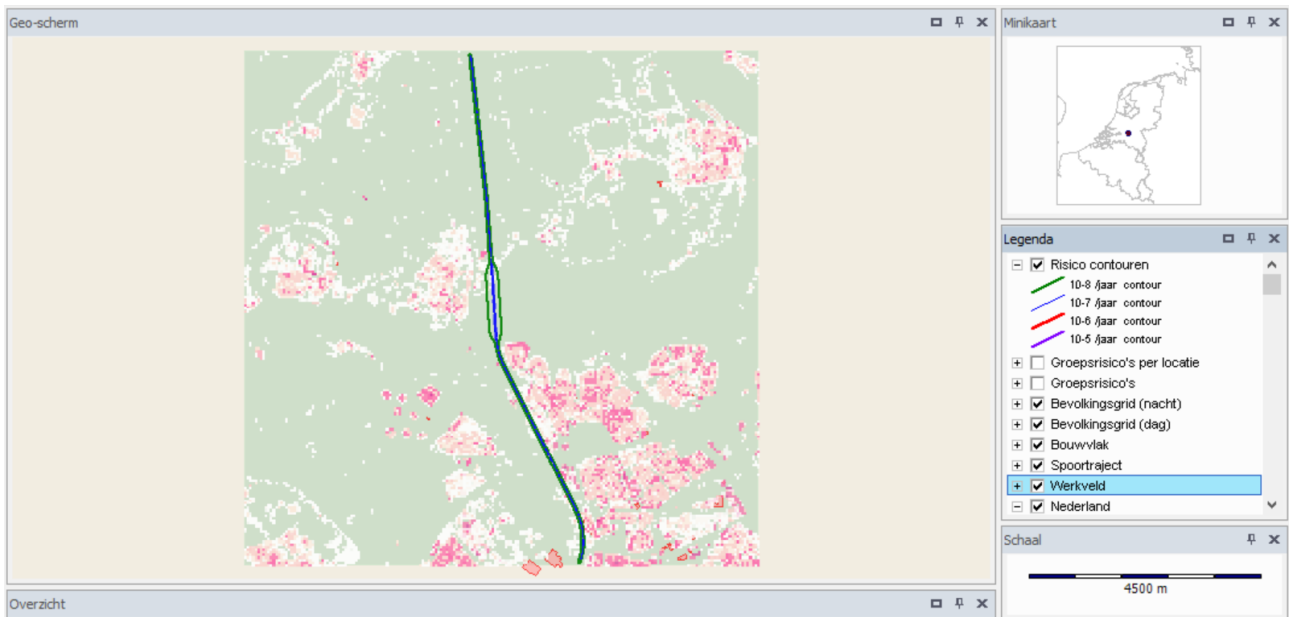 Geo-scherm
Minikaart
Legenda
Risico contouren
10-8 /jaar contour
10-7 /jaar contour
10-6 /jaar contour
10-5 /jaar contour
Groepsrisico's per locatie
Groepsrisico's
Bevolkingsgrid (nacht)
Bevolkingsgrid (dag)
Bouwvlak
Spoortraject
Werkveld
Nederland
Schaal
4500 m
Overzicht